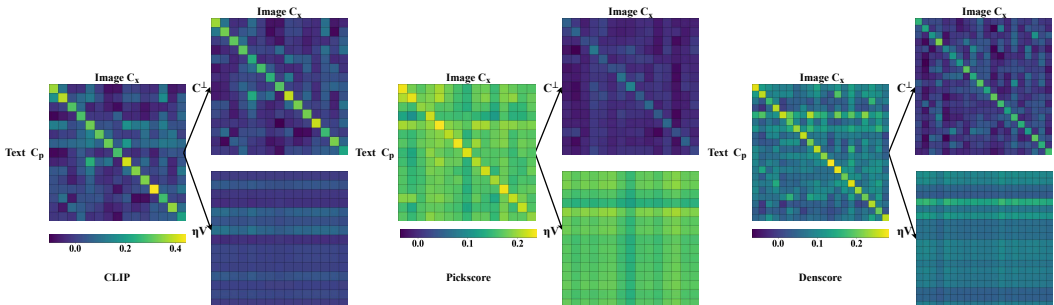 Image Cx
Image Cx
C⊥
Text Cp
ηV
0.0 0.2 0.4
CLIP
Image Cx
Image Cx
C⊥
Text Cp
ηV
0.0 0.1 0.2
Pickscore
Image Cx
Image Cx
C⊥
Text Cp
ηV
0.0 0.1 0.2
Denscore